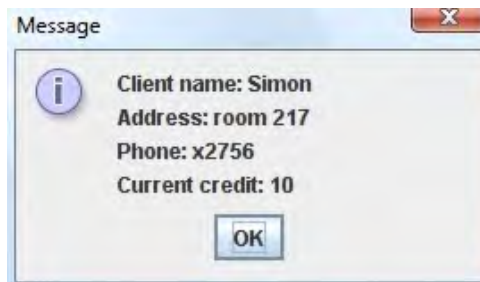 Message
Client name: Simon
Address: room 217
Phone: x2756
Current credit: 10
OK